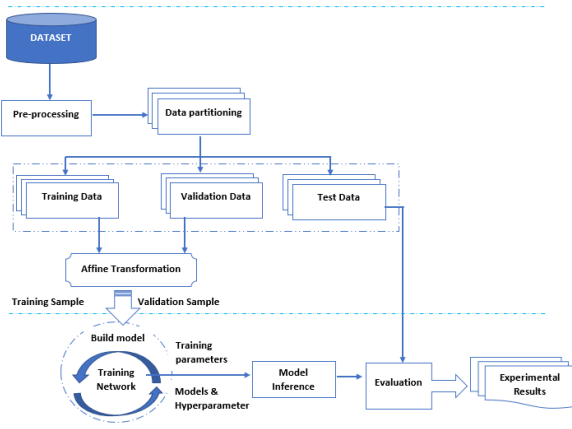 DATASET
Pre-processing
Data partitioning
Training Data
Validation Data
Test Data
Affine Transformation
Training Sample
Validation Sample
Build model
Training
Network
Training
parameters
Models &
Hyperparameter
Model
Inference
Evaluation
Experimental
Results